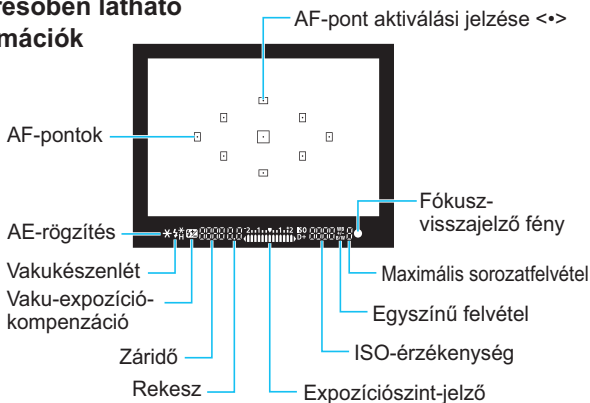 resőben látható
mációk
AF-pont aktiválási jelzése <•>
AF-pontok
Fókusz-
visszajelző fény
AE-rögzítés
Vakukészenlét
Maximális sorozatfelvétel
Vaku-expozíció-
kompenzáció
Egyszínű felvétel
Záridő
ISO-érzékenység
Rekesz
Expozíciószint-jelző